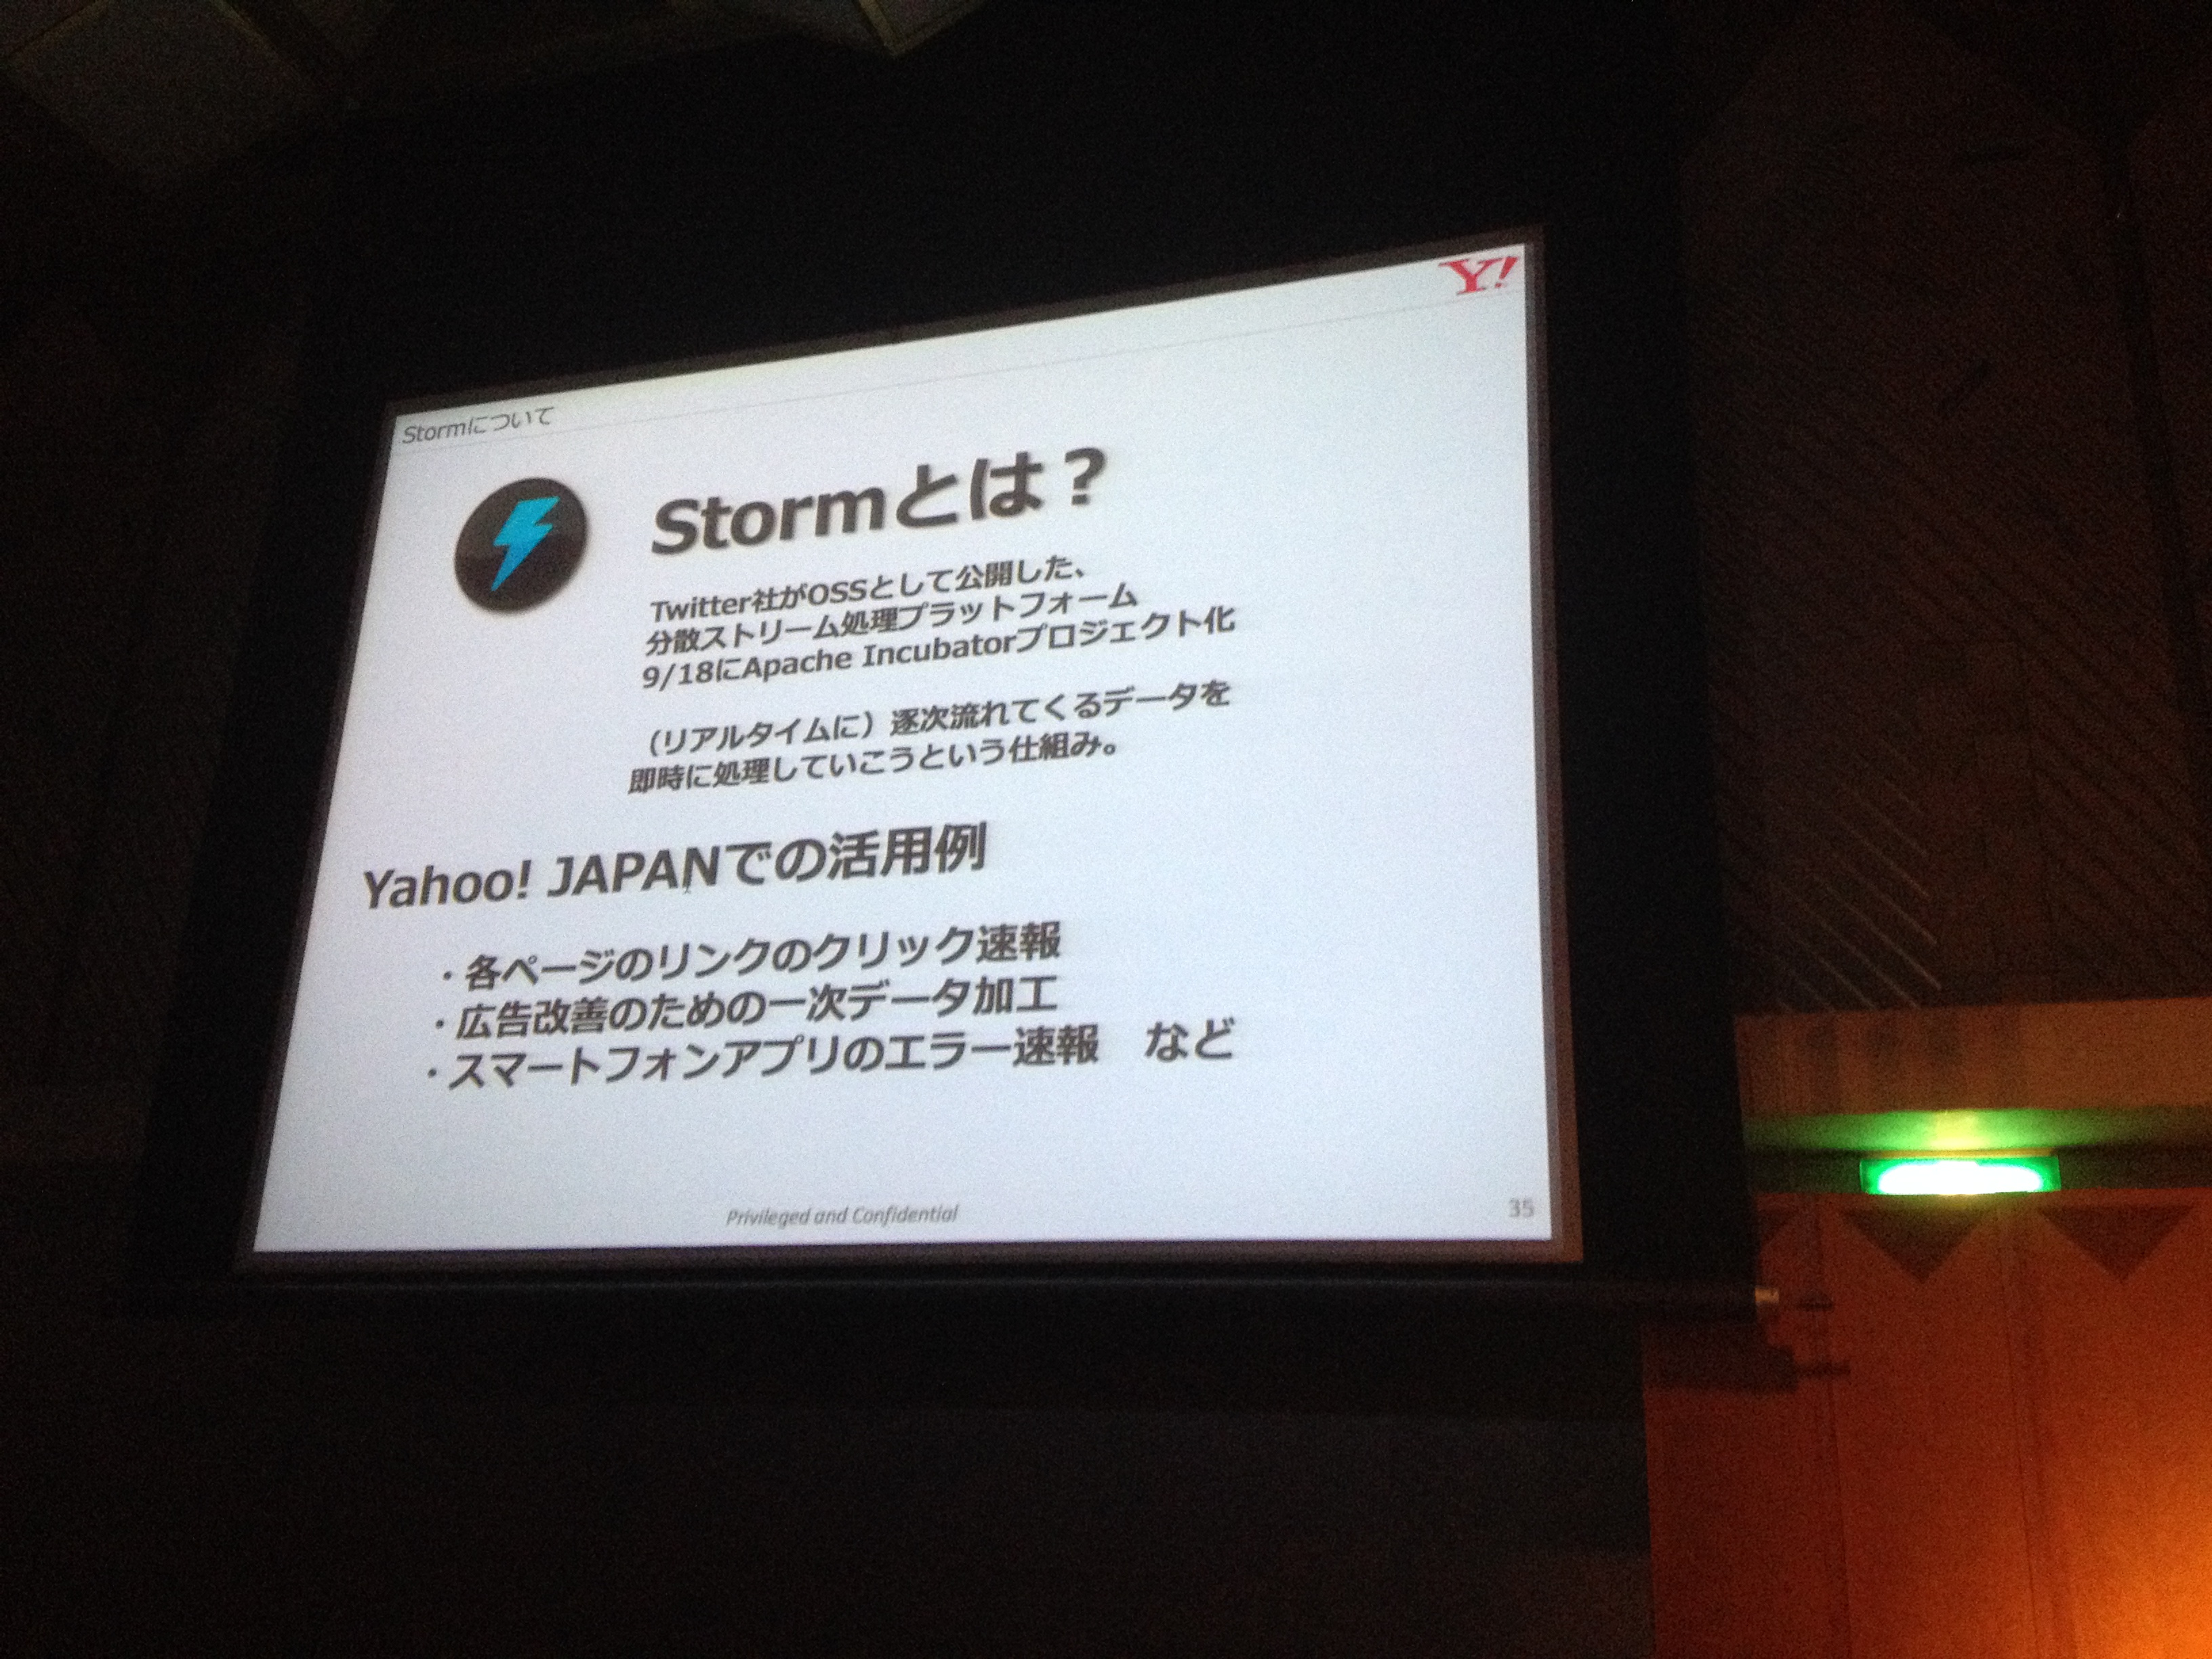 Y!
Stormについて
Stormとは？
Twitter社がOSSとして公開した、
分散ストリーム処理プラットフォーム
9/18にApache Incubatorプロジェクト化
（リアルタイムに）逐次流れてくるデータを
即時に処理していこうという仕組み。
Yahoo! JAPANでの活用例
・各ページのリンクのクリック速報
・広告改善のための一次データ加工
・スマートフォンアプリのエラー速報　など
Privileged and Confidential
35